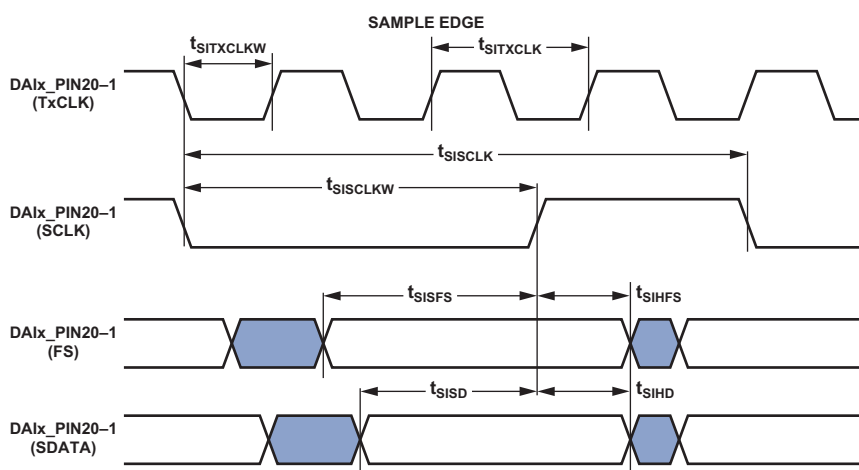 SAMPLE EDGE
tSITXCLKW
tSITXCLK
DAIx_PIN20–1
(TxCLK)
tSISCLK
tSISCLKW
DAIx_PIN20–1
(SCLK)
tSISFS
tSIHFS
DAIx_PIN20–1
(FS)
tSISD
tSIHD
DAIx_PIN20–1
(SDATA)